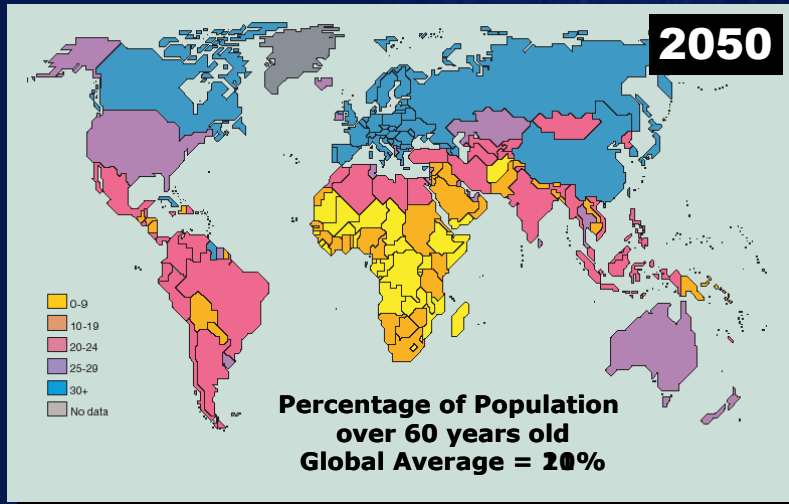 2050
0-9
10-19
20-24
25-29
30+
No data
Percentage of Population
over 60 years old
Global Average =